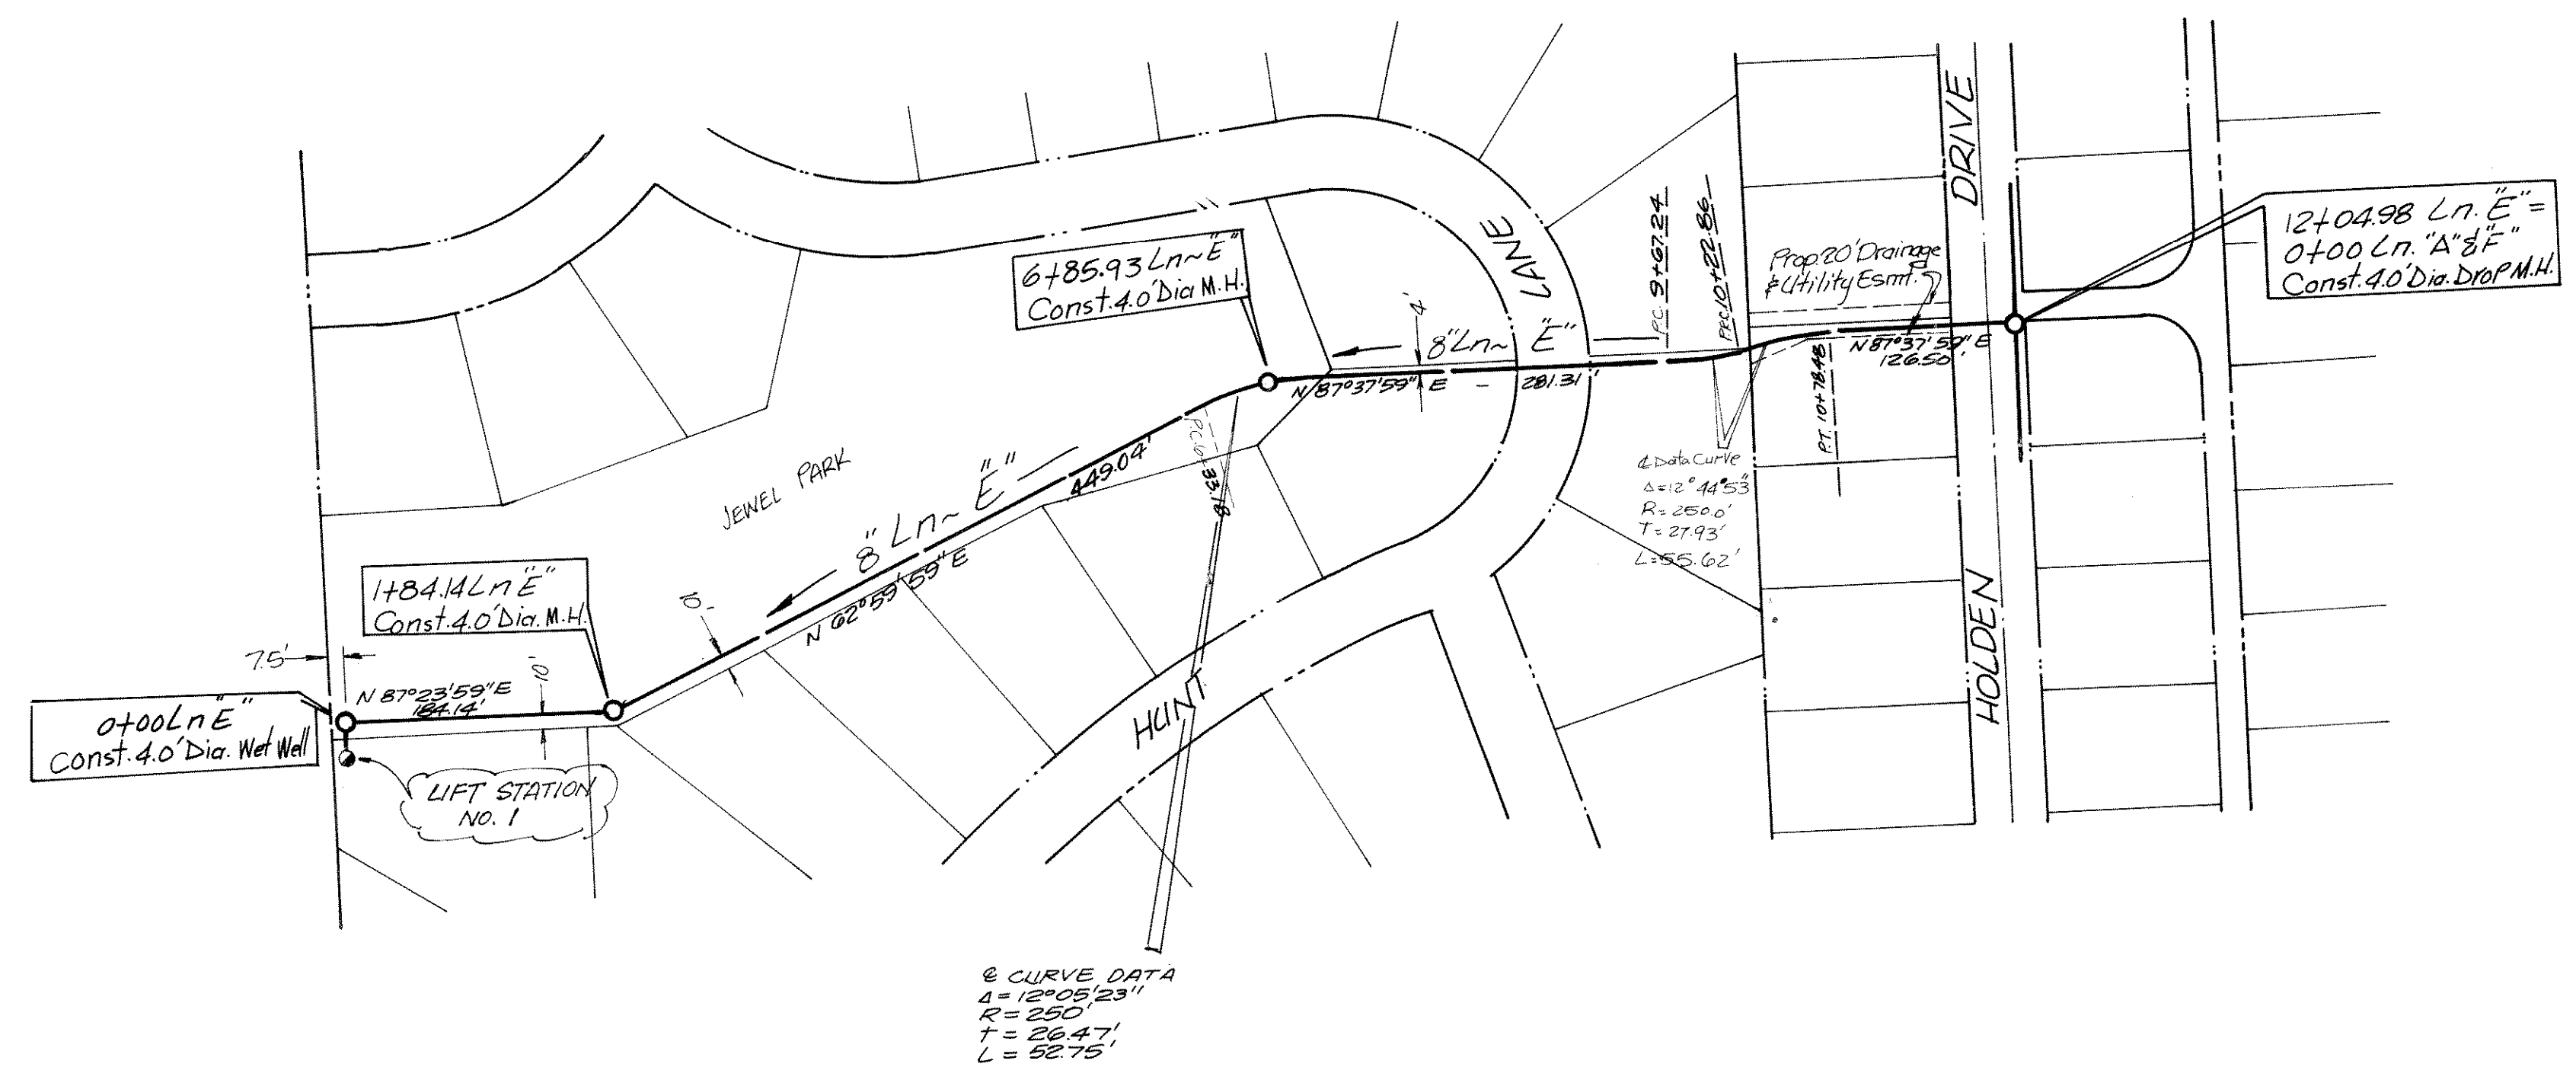 DRIVE
12+04.98 Ln. "E" =
0+00 Ln. "A" & "F"
Const. 4.0' Dia. Drop M.H.
P.C. 9+67.24
P.R.C. 10+22.86
Prop. 20' Drainage
& Utility Esmt.
LANE
6+85.93 Ln~"E"
Const. 4.0' Dia M.H.
4'
8" Ln~ "E"
N 87°37'59" E
126.50'
N 87°37'59" E - 281.31'
P.T. 10+78.48
P.C. 6+33.18
449.04'
JEWEL PARK
8" Ln~ "E"
℄ Data Curve
Δ=12°44'53"
R=250.0'
T=27.93'
L=55.62'
N 62°59'59" E
1+84.14 Ln "E"
Const. 4.0' Dia. M.H.
10'
7.5'
10'
HOLDEN
N 87°23'59" E
184.14'
0+00 Ln "E"
Const. 4.0' Dia. Wet Well
HUNT
LIFT STATION
NO. 1
℄ CURVE DATA
Δ = 12°05'23"
R = 250'
T = 26.47'
L = 52.75'